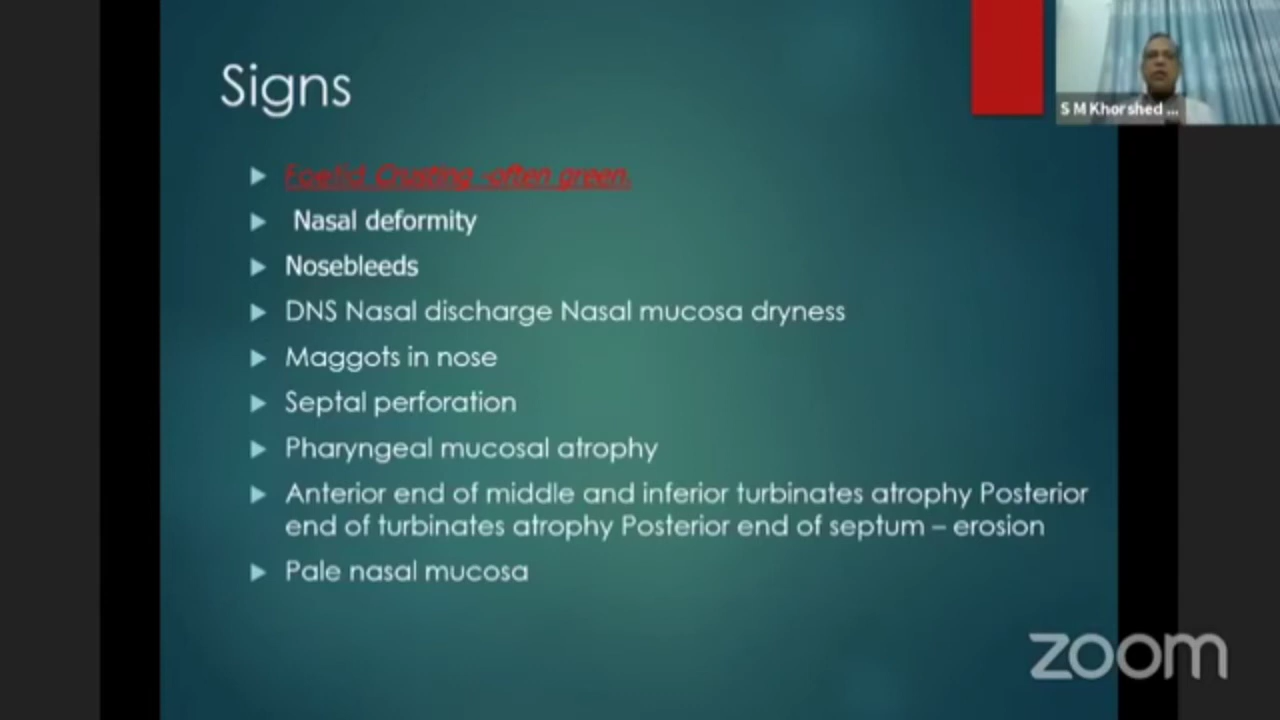 Signs
S M Khorshed ...
Foetid Crusting -often green.
Nasal deformity
Nosebleeds
DNS Nasal discharge Nasal mucosa dryness
Maggots in nose
Septal perforation
Pharyngeal mucosal atrophy
Anterior end of middle and inferior turbinates atrophy Posterior
end of turbinates atrophy Posterior end of septum – erosion
Pale nasal mucosa
zoom